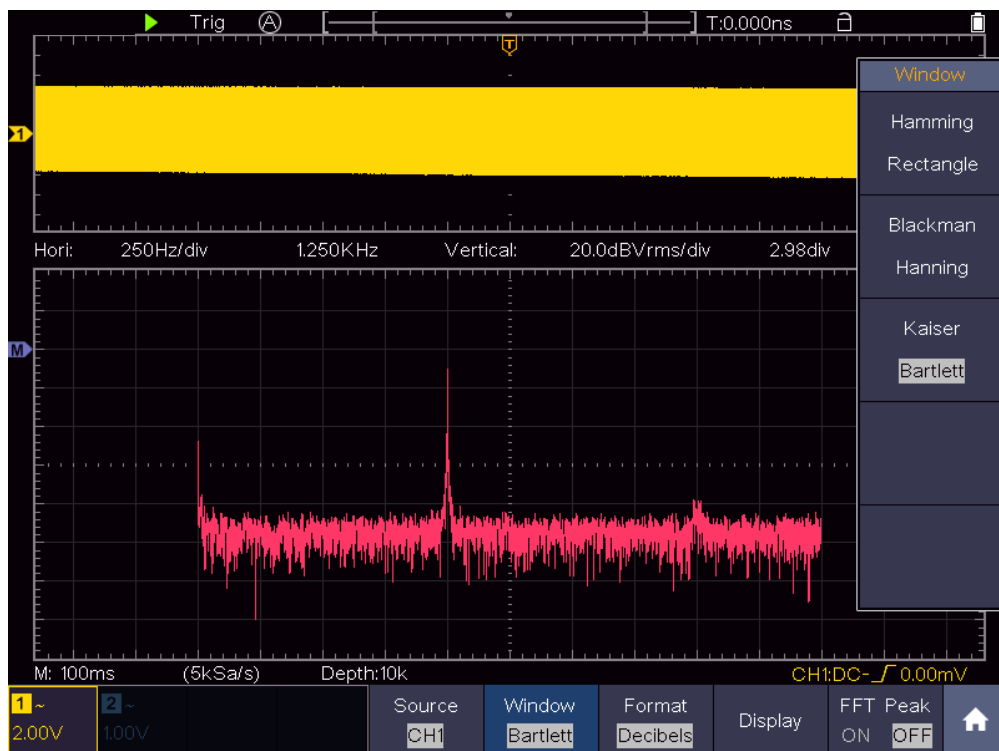 Trig A T:0.000ns
T
Window
1
Hamming
Rectangle
Blackman
Hori: 250Hz/div 1.250KHz Vertical: 20.0dBVrms/div 2.98div
Hanning
Kaiser
M
Bartlett
M: 100ms (5kSa/s) Depth:10k CH1:DC- 0.00mV
1 ~ 2 ~ Source Window Format Display FFT Peak
2.00V 1.00V CH1 Bartlett Decibels ON OFF